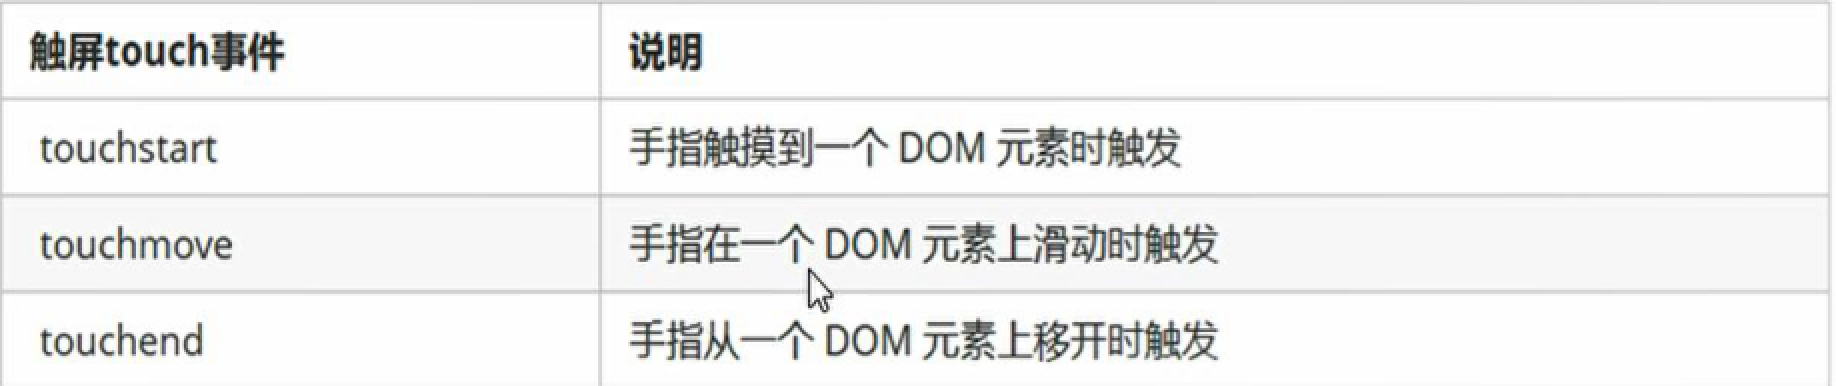 触屏touch事件 说明
touchstart 手指触摸到一个 DOM 元素时触发
touchmove 手指在一个 DOM 元素上滑动时触发
touchend 手指从一个 DOM 元素上移开时触发